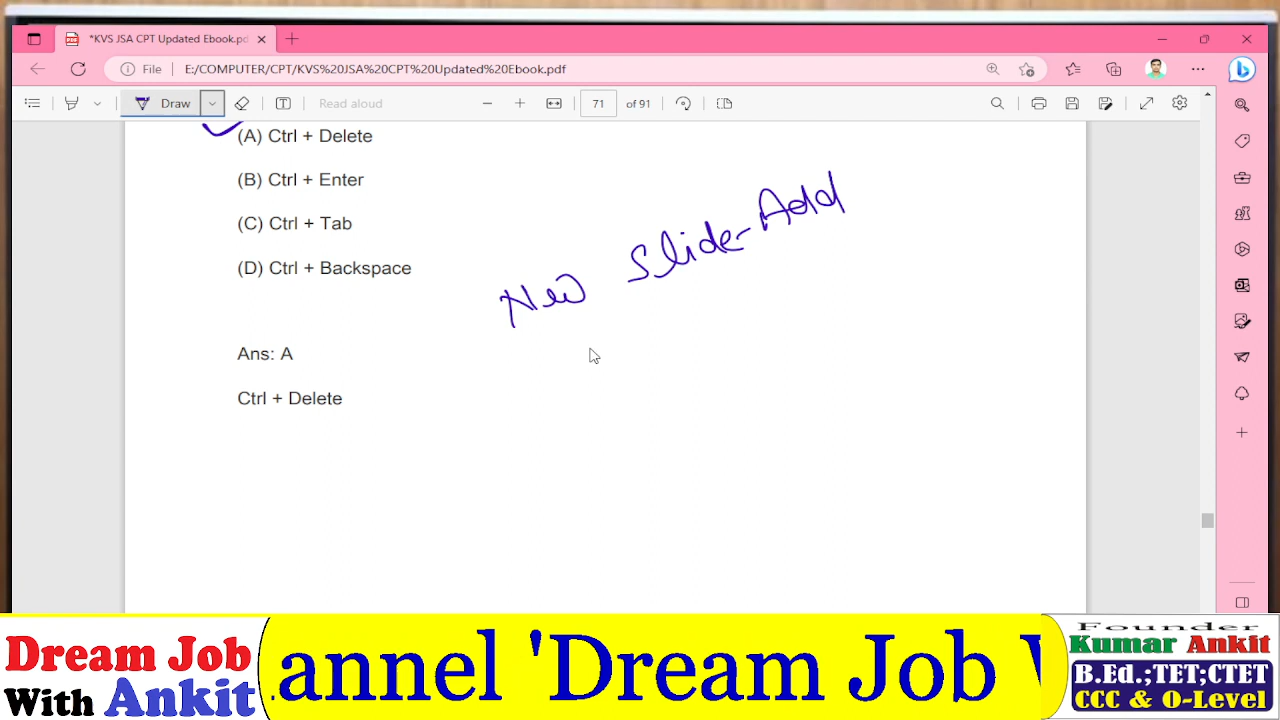 *KVS JSA CPT Updated Ebook.pd
File
E:/COMPUTER/CPT/KVS%20JSA%20CPT%20Updated%20Ebook.pdf
Draw
Read aloud
71
of 91
(A) Ctrl + Delete
(B) Ctrl + Enter
(C) Ctrl + Tab
(D) Ctrl + Backspace
New Slide-Add
Ans: A
Ctrl + Delete
Dream Job
With Ankit
annel 'Dream Job
Founder
Kumar Ankit
B.Ed.;TET;CTET
CCC & O-Level